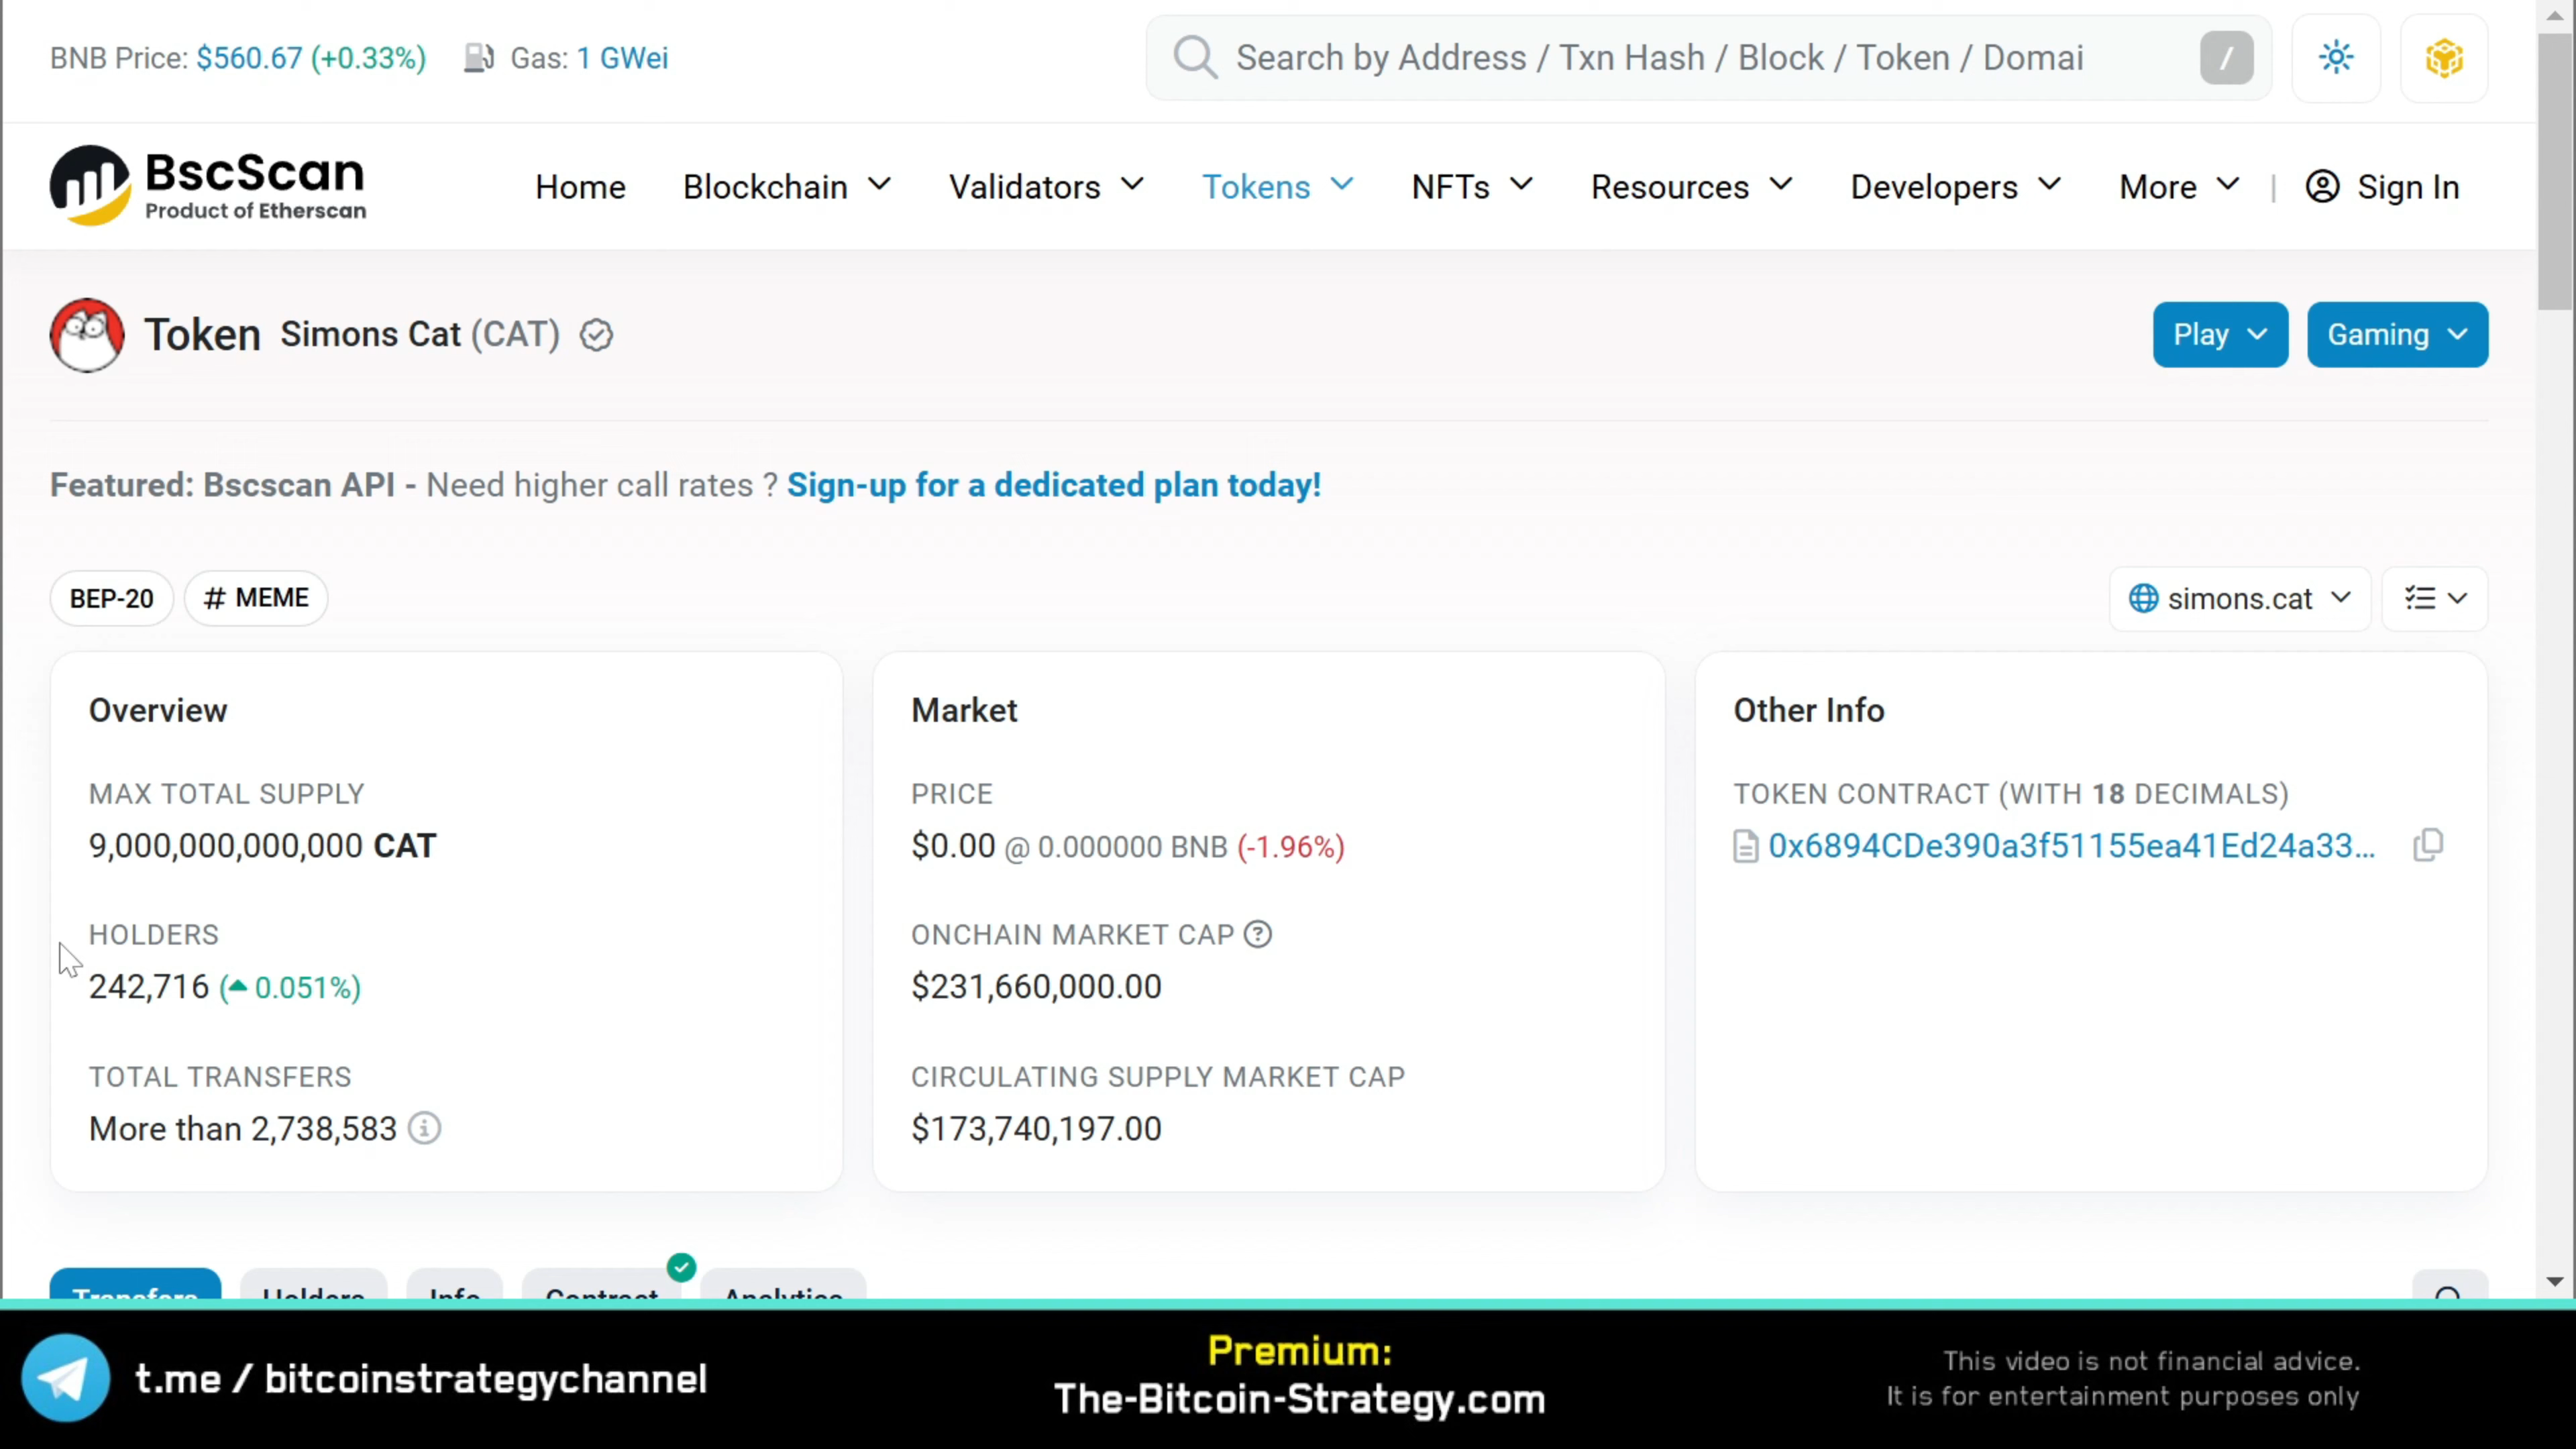 BNB Price: $560.67 (+0.33%) Gas: 1 GWei
Search by Address / Txn Hash / Block / Token / Domai /
BscScan
Product of Etherscan
Home Blockchain Validators Tokens NFTs Resources Developers More | Sign In
Token Simons Cat (CAT)
Play Gaming
Featured: Bscscan API - Need higher call rates ? Sign-up for a dedicated plan today!
BEP-20 # MEME
simons.cat
Overview
MAX TOTAL SUPPLY
9,000,000,000,000 CAT
HOLDERS
242,716 (0.051%)
TOTAL TRANSFERS
More than 2,738,583
Market
PRICE
$0.00 @ 0.000000 BNB (-1.96%)
ONCHAIN MARKET CAP
$231,660,000.00
CIRCULATING SUPPLY MARKET CAP
$173,740,197.00
Other Info
TOKEN CONTRACT (WITH 18 DECIMALS)
0x6894CDe390a3f51155ea41Ed24a33...
Transfers Holders Info Contract Analytics
t.me / bitcoinstrategychannel
Premium:
The-Bitcoin-Strategy.com
This video is not financial advice.
It is for entertainment purposes only